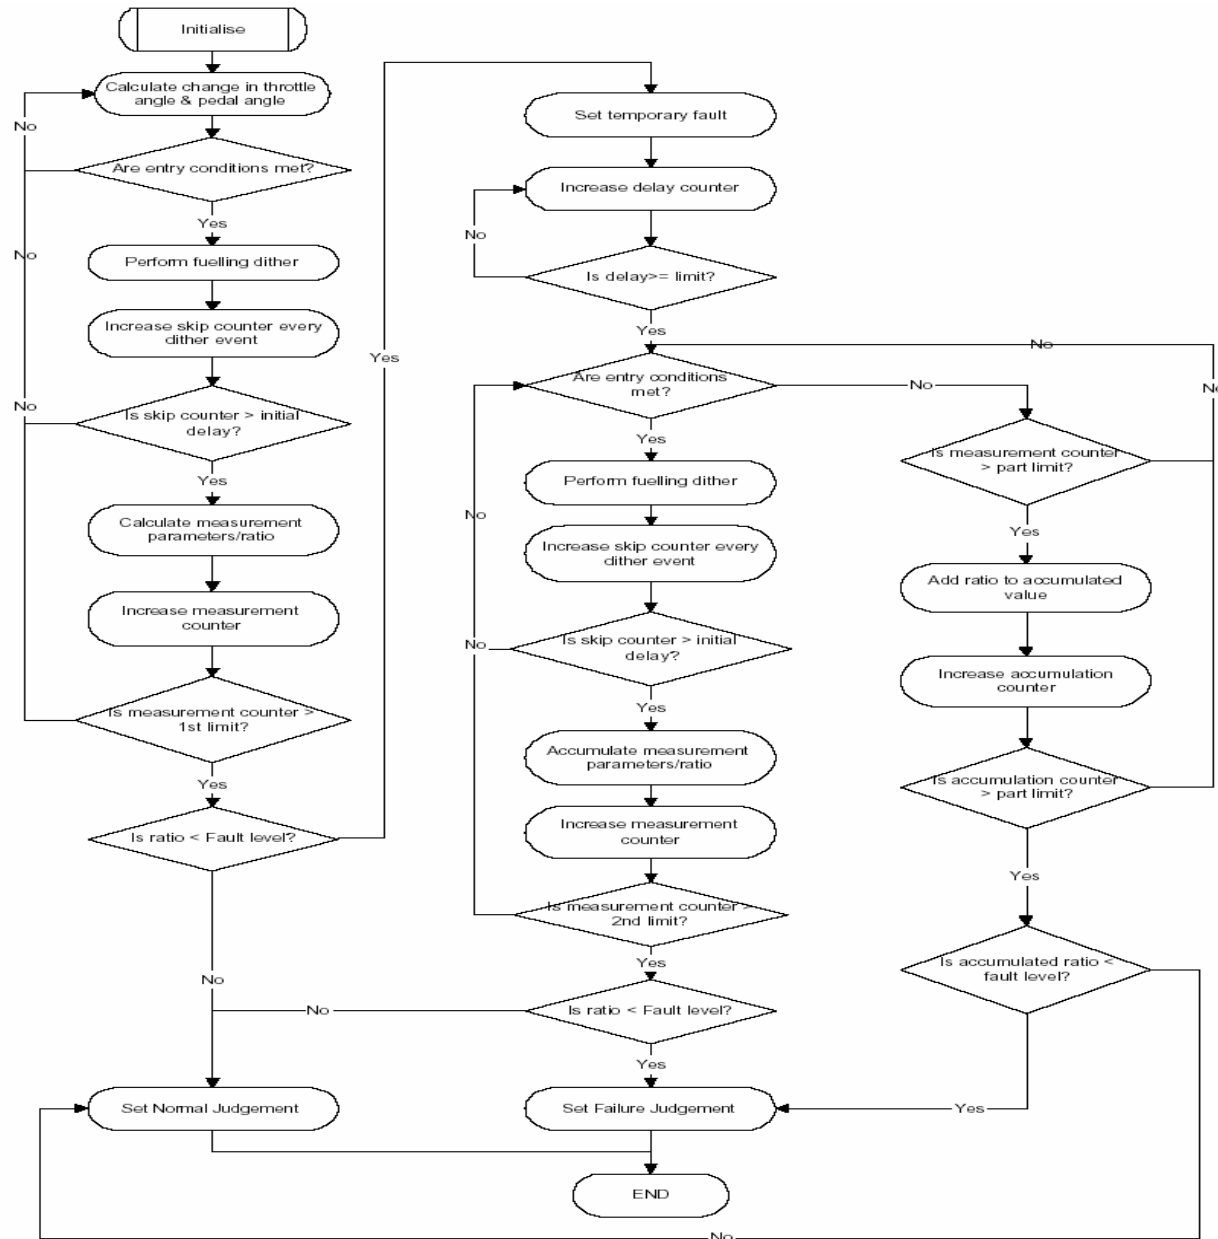 Initialise
Calculate change in throttle
angle & pedal angle
No
Are entry conditions met?
Yes
No
Perform fuelling dither
Increase skip counter every
dither event
No
Is skip counter > initial
delay?
Yes
Calculate measurement
parameters/ratio
Increase measurement
counter
Is measurement counter >
1st limit?
Yes
Is ratio < Fault level?
Yes
No
Set Normal Judgement
Set temporary fault
Increase delay counter
No
Is delay>= limit?
Yes
Are entry conditions
met?
No
Yes
Perform fuelling dither
No
Increase skip counter every
dither event
Is skip counter > initial
delay?
No
Yes
Accumulate measurement
parameters/ratio
Increase measurement
counter
Is measurement counter >
2nd limit?
Yes
Is ratio < Fault level?
No
Yes
Set Failure Judgement
END
No
No
Is measurement counter
> part limit?
Yes
Add ratio to accumulated
value
Increase accumulation
counter
Is accumulation counter
> part limit?
Yes
Is accumulated ratio <
fault level?
Yes
No